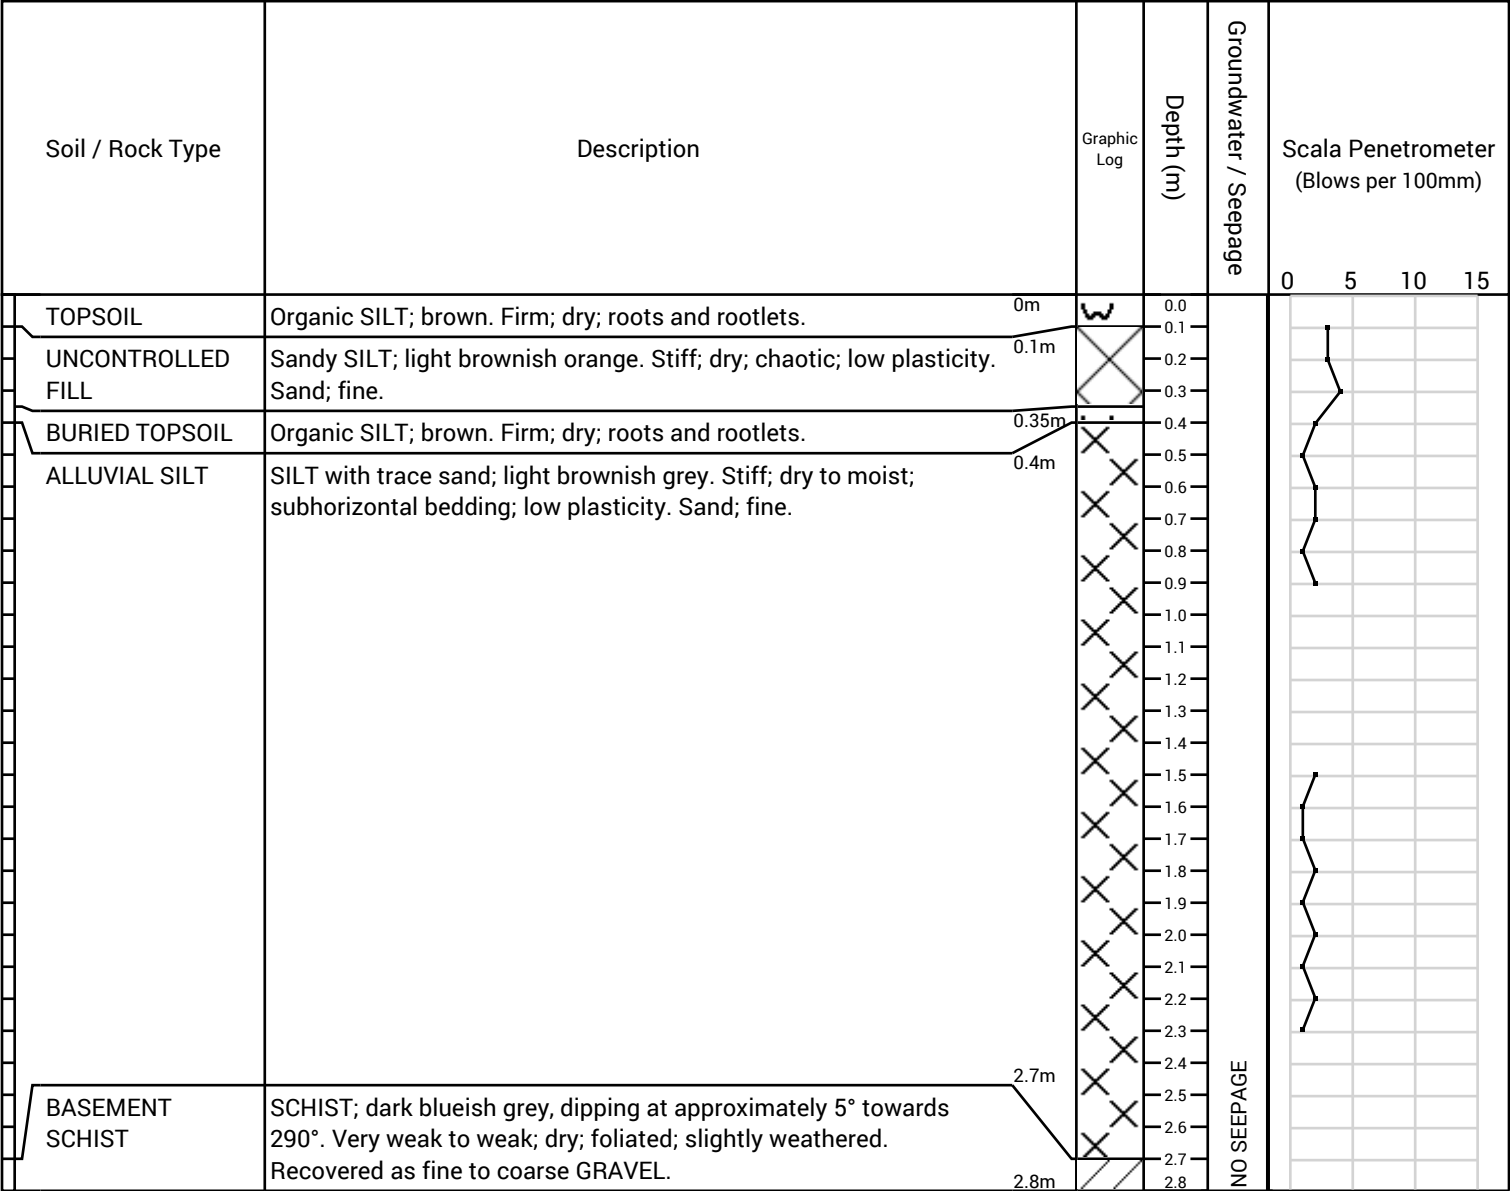 Soil / Rock Type
Description
Graphic
Log
Depth (m)
Groundwater / Seepage
Scala Penetrometer
(Blows per 100mm)
0 5 10 15
TOPSOIL
Organic SILT; brown. Firm; dry; roots and rootlets.
0m
UNCONTROLLED
FILL
Sandy SILT; light brownish orange. Stiff; dry; chaotic; low plasticity.
Sand; fine.
0.1m
BURIED TOPSOIL
Organic SILT; brown. Firm; dry; roots and rootlets.
0.35m
ALLUVIAL SILT
SILT with trace sand; light brownish grey. Stiff; dry to moist;
subhorizontal bedding; low plasticity. Sand; fine.
0.4m
BASEMENT
SCHIST
SCHIST; dark blueish grey, dipping at approximately 5° towards
290°. Very weak to weak; dry; foliated; slightly weathered.
Recovered as fine to coarse GRAVEL.
2.7m
2.8m
0.0
0.1
0.2
0.3
0.4
0.5
0.6
0.7
0.8
0.9
1.0
1.1
1.2
1.3
1.4
1.5
1.6
1.7
1.8
1.9
2.0
2.1
2.2
2.3
2.4
2.5
2.6
2.7
2.8
NO SEEPAGE